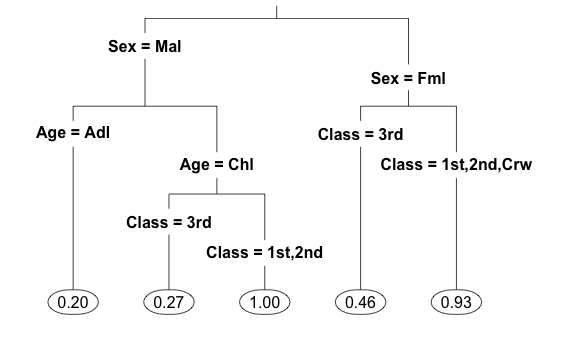 Sex = Mal
Sex = Fml
Age = Adl
Class = 3rd
Age = Chl
Class = 1st,2nd,Crw
Class = 3rd
Class = 1st,2nd
0.20
0.27
1.00
0.46
0.93